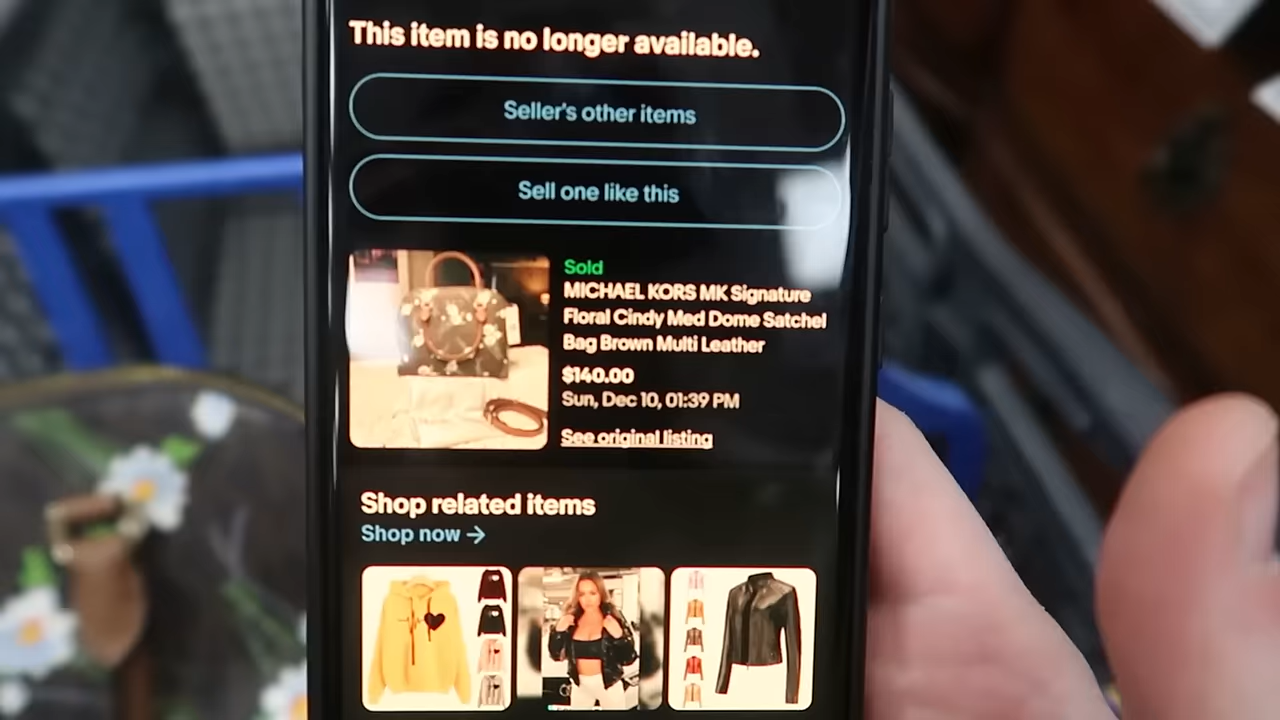 This item is no longer available.
Seller's other items
Sell one like this
Sold
MICHAEL KORS MK Signature
Floral Cindy Med Dome Satchel
Bag Brown Multi Leather
$140.00
Sun, Dec 10, 01:39 PM
See original listing
Shop related items
Shop now →